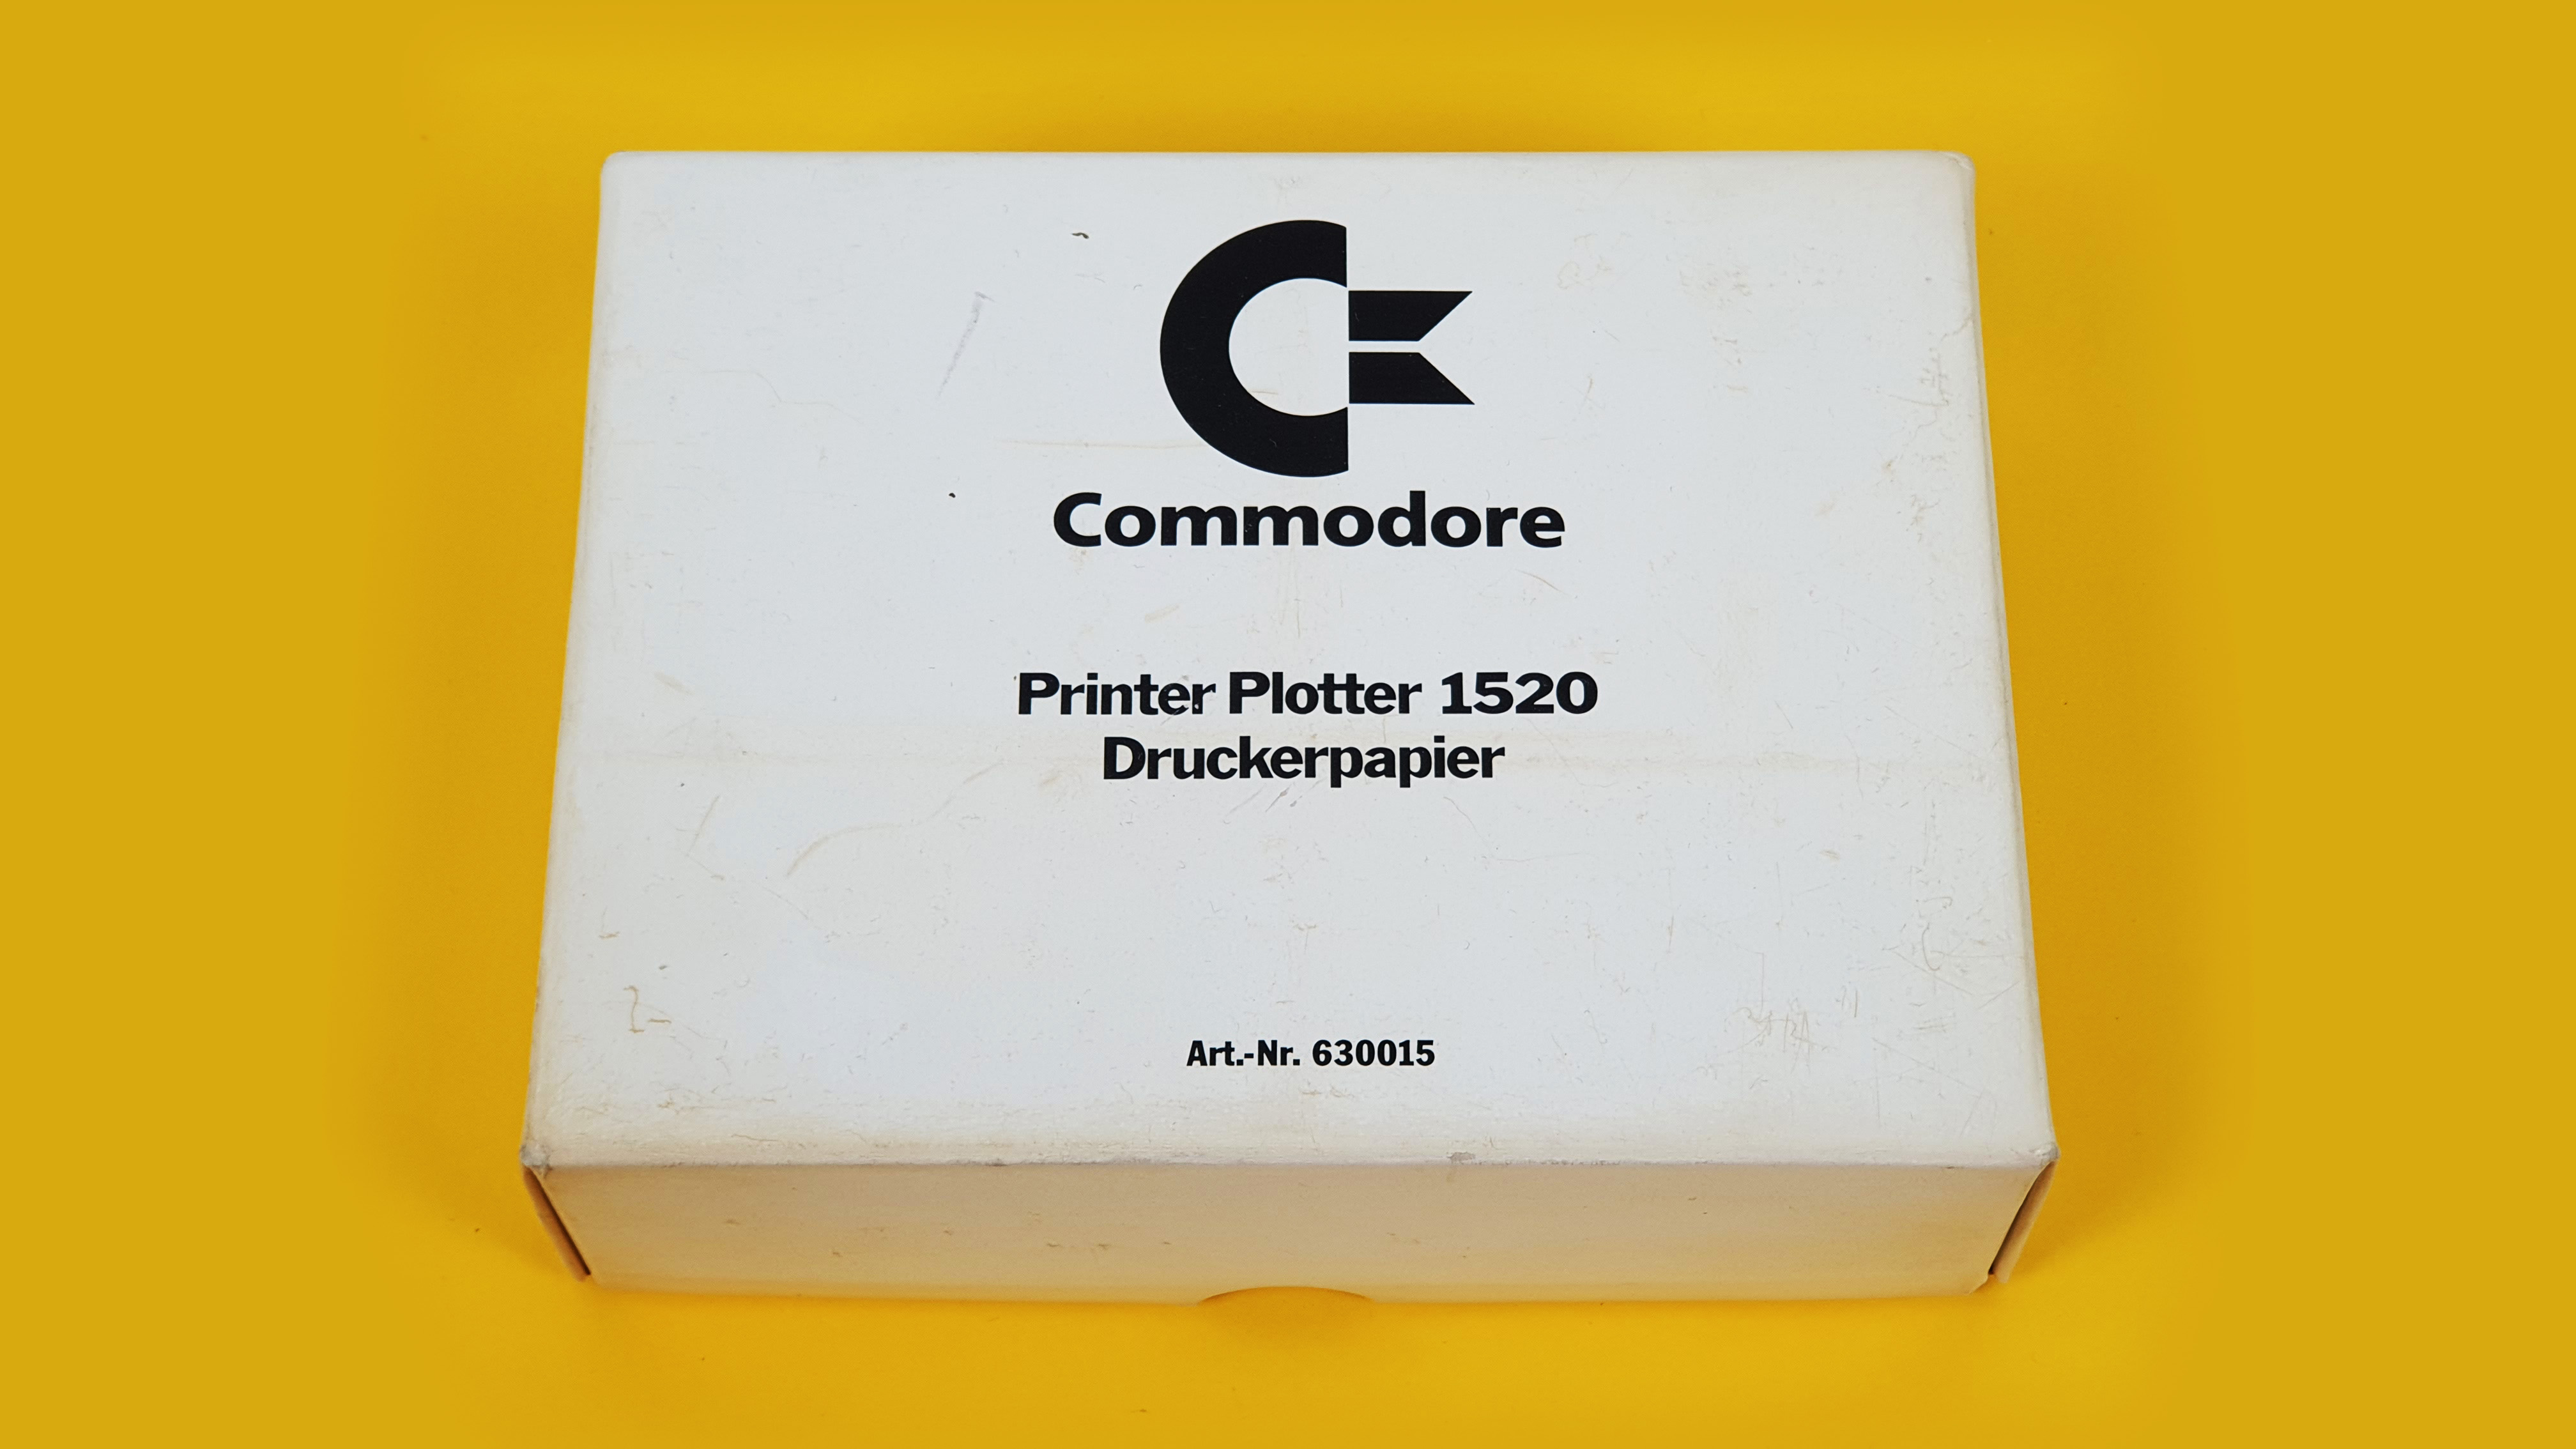 Commodore
Printer Plotter 1520
Druckerpapier
Art.-Nr. 630015